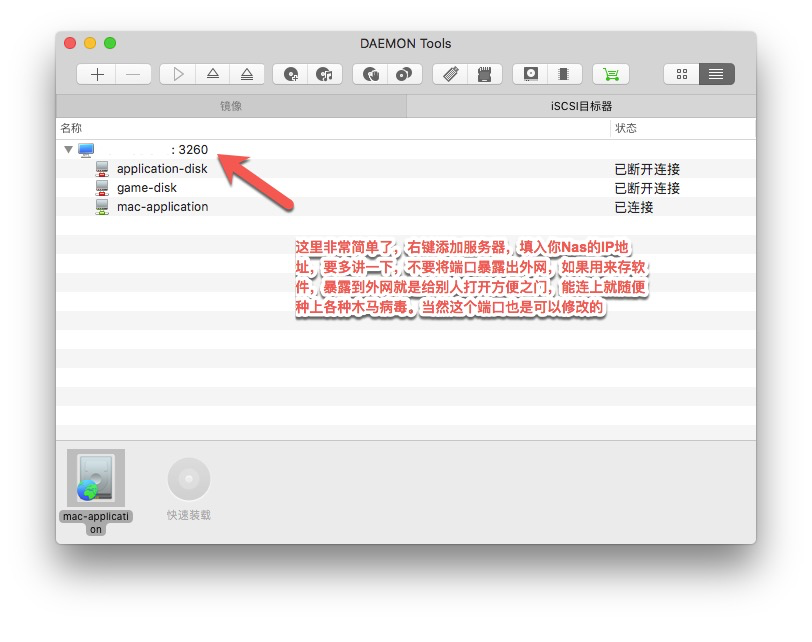 DAEMON Tools
镜像
iSCSI目标器
名称
状态
: 3260
application-disk
已断开连接
game-disk
已断开连接
mac-application
已连接
这里非常简单了，右键添加服务器，填入你Nas的IP地
址，要多讲一下，不要将端口暴露出外网，如果用来存软
件，暴露到外网就是给别人打开方便之门，能连上就随便
种上各种木马病毒。当然这个端口也是可以修改的
mac-applicati
on
快速装载